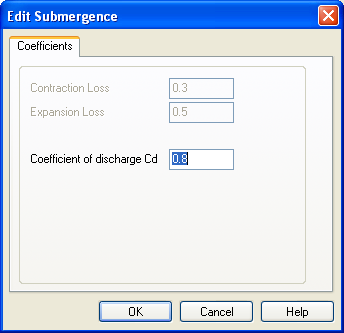 Edit Submergence
Coefficients
Contraction Loss 0.3
Expansion Loss 0.5
Coefficient of discharge Cd 0.8
OK Cancel Help